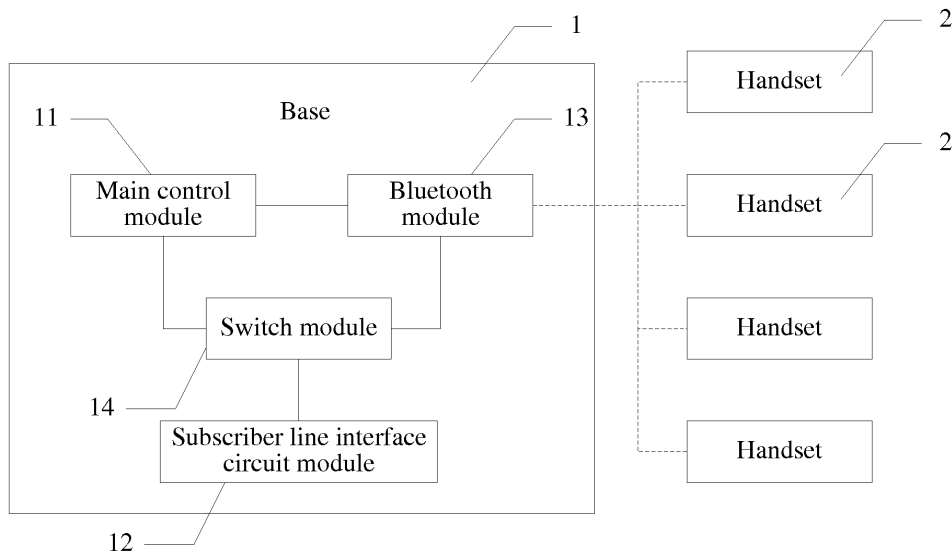 1
2
Handset
Base
11
13
2
Main control
module
Bluetooth
module
Handset
Switch module
Handset
14
Subscriber line interface
circuit module
Handset
12